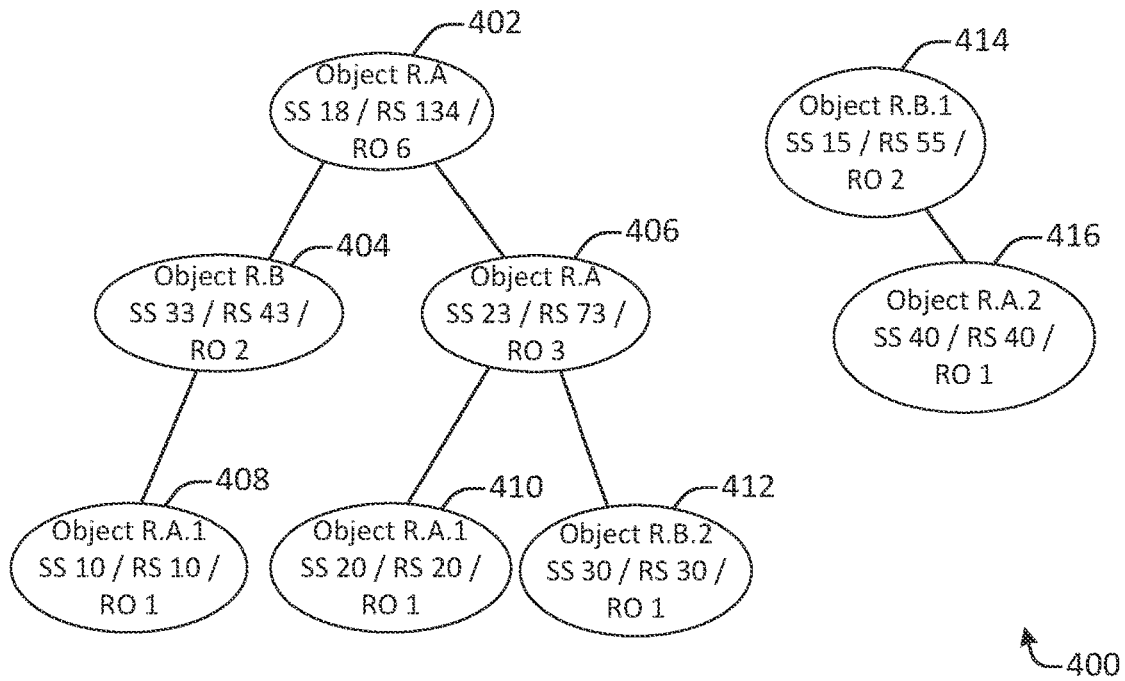 402
Object R.A
SS 18 / RS 134 /
RO 6
414
Object R.B.1
SS 15 / RS 55 /
RO 2
404
Object R.B
SS 33 / RS 43 /
RO 2
406
Object R.A
SS 23 / RS 73 /
RO 3
416
Object R.A.2
SS 40 / RS 40 /
RO 1
408
Object R.A.1
SS 10 / RS 10 /
RO 1
410
Object R.A.1
SS 20 / RS 20 /
RO 1
412
Object R.B.2
SS 30 / RS 30 /
RO 1
400